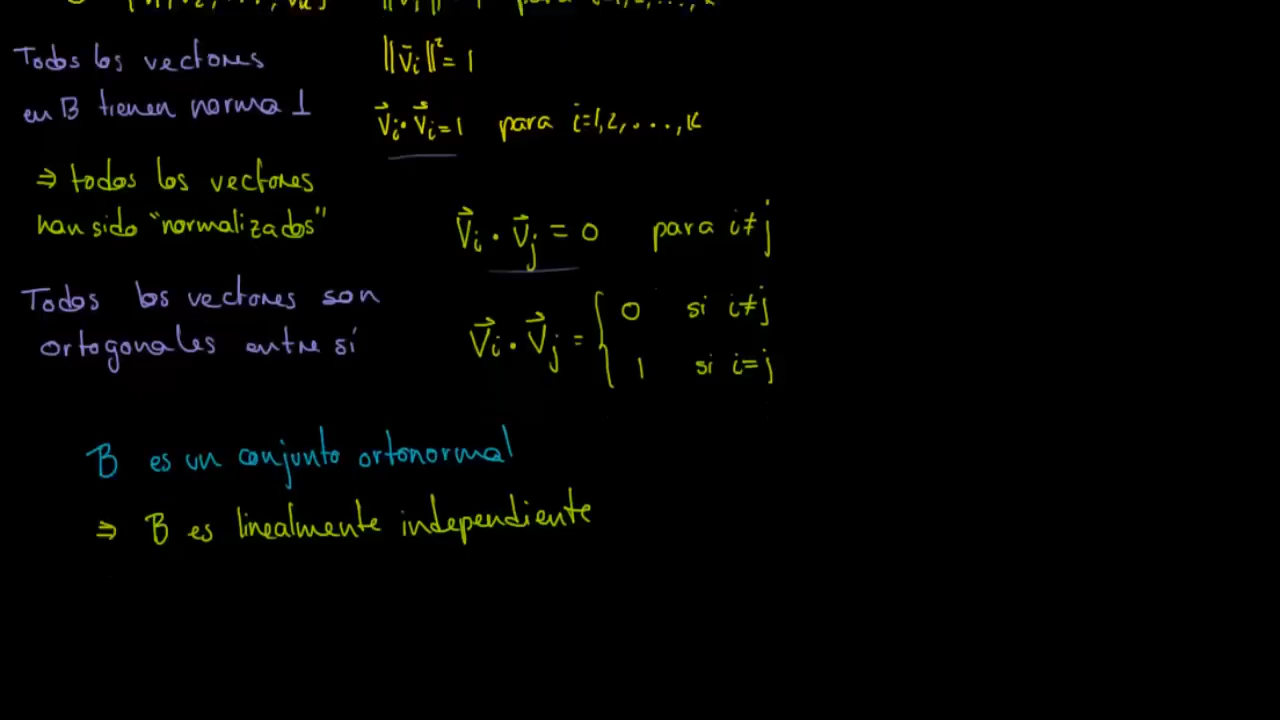 Todos los vectores
en B tienen norma 1
⇒ todos los vectores
han sido "normalizados"
Todos los vectores son
ortogonales entre sí
‖v⃗ᵢ‖² = 1
v⃗ᵢ · v⃗ᵢ = 1 para i=1,2,...,k
v⃗ᵢ · v⃗ⱼ = 0 para i≠j
v⃗ᵢ · v⃗ⱼ = { 0 si i≠j
1 si i=j
B es un conjunto ortonormal
⇒ B es linealmente independiente